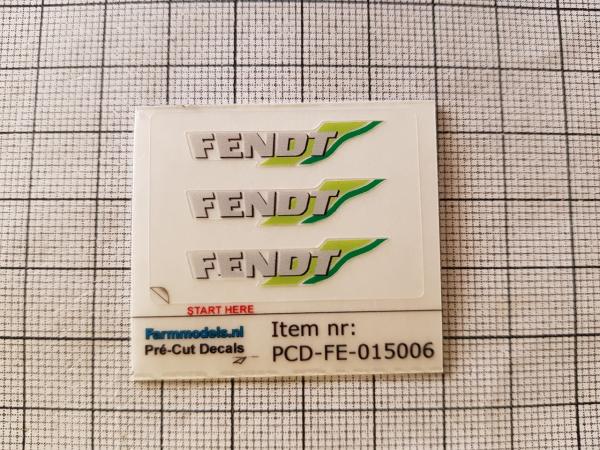 FENDT
FENDT
FENDT
START HERE
Farmmodels.nl
Pré-Cut Decals
Item nr:
PCD-FE-015006